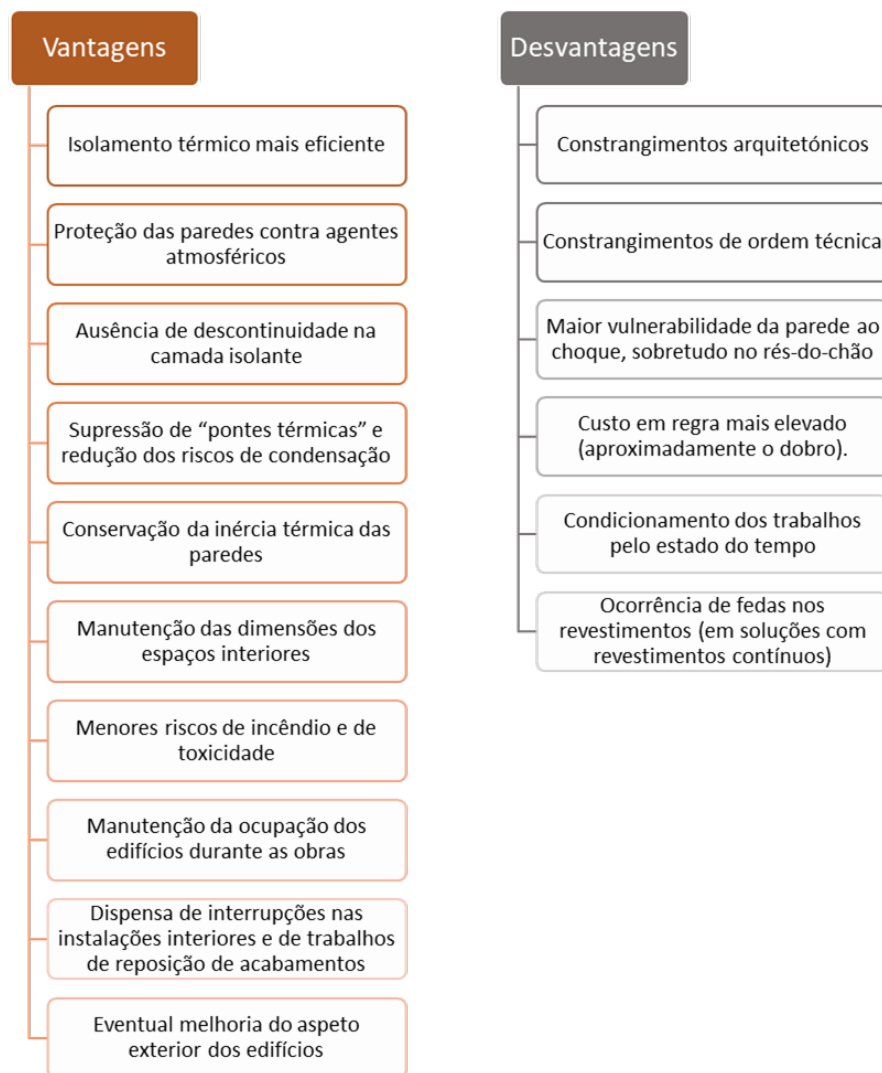 Vantagens
Isolamento térmico mais eficiente
Proteção das paredes contra agentes
atmosféricos
Ausência de descontinuidade na
camada isolante
Supressão de “pontes térmicas” e
redução dos riscos de condensação
Conservação da inércia térmica das
paredes
Manutenção das dimensões dos
espaços interiores
Menores riscos de incêndio e de
toxicidade
Manutenção da ocupação dos
edifícios durante as obras
Dispensa de interrupções nas
instalações interiores e de trabalhos
de reposição de acabamentos
Eventual melhoria do aspeto
exterior dos edifícios
Desvantagens
Constrangimentos arquitetónicos
Constrangimentos de ordem técnica
Maior vulnerabilidade da parede ao
choque, sobretudo no rés-do-chão
Custo em regra mais elevado
(aproximadamente o dobro).
Condicionamento dos trabalhos
pelo estado do tempo
Ocorrência de fedas nos
revestimentos (em soluções com
revestimentos contínuos)